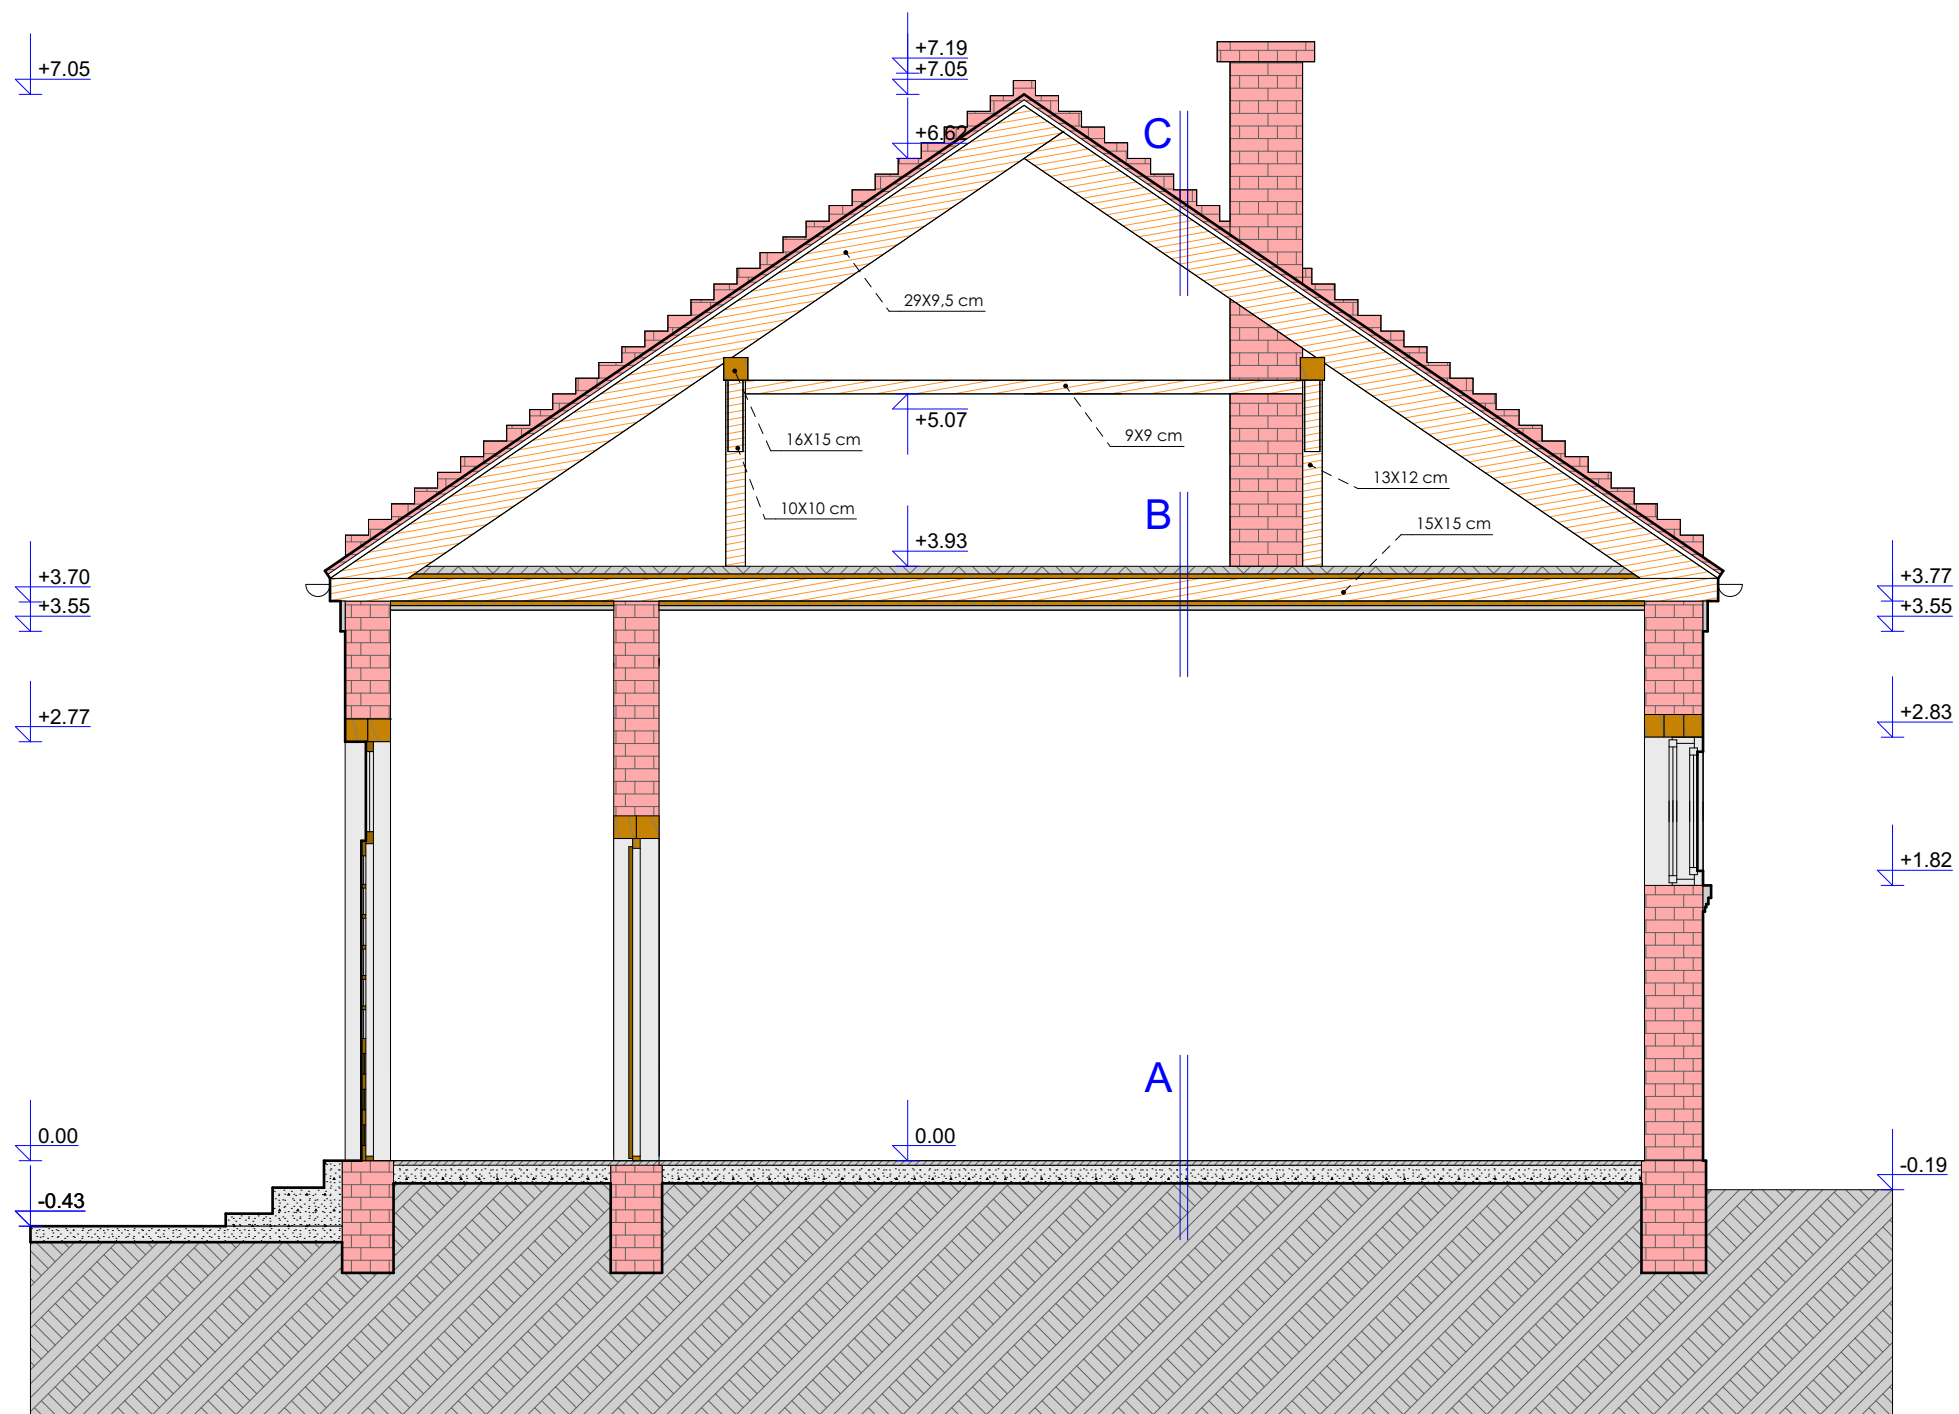 +7.05
+7.19
+7.05
+6.62
C
29X9,5 cm
+5.07
16X15 cm
9X9 cm
10X10 cm
13X12 cm
15X15 cm
B
+3.93
+3.70
+3.55
+3.77
+3.55
+2.77
+2.83
+1.82
A
0.00
0.00
-0.43
-0.19